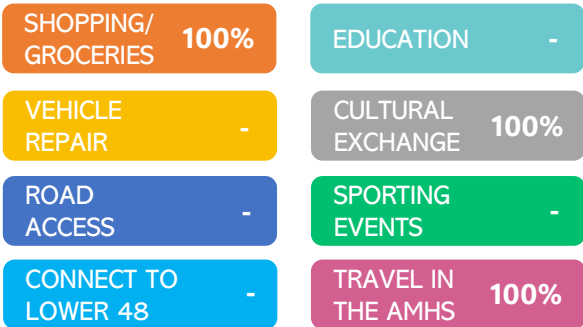 SHOPPING/
GROCERIES 100%
EDUCATION -
VEHICLE
REPAIR -
CULTURAL
EXCHANGE 100%
ROAD
ACCESS -
SPORTING
EVENTS -
CONNECT TO
LOWER 48 -
TRAVEL IN
THE AMHS 100%